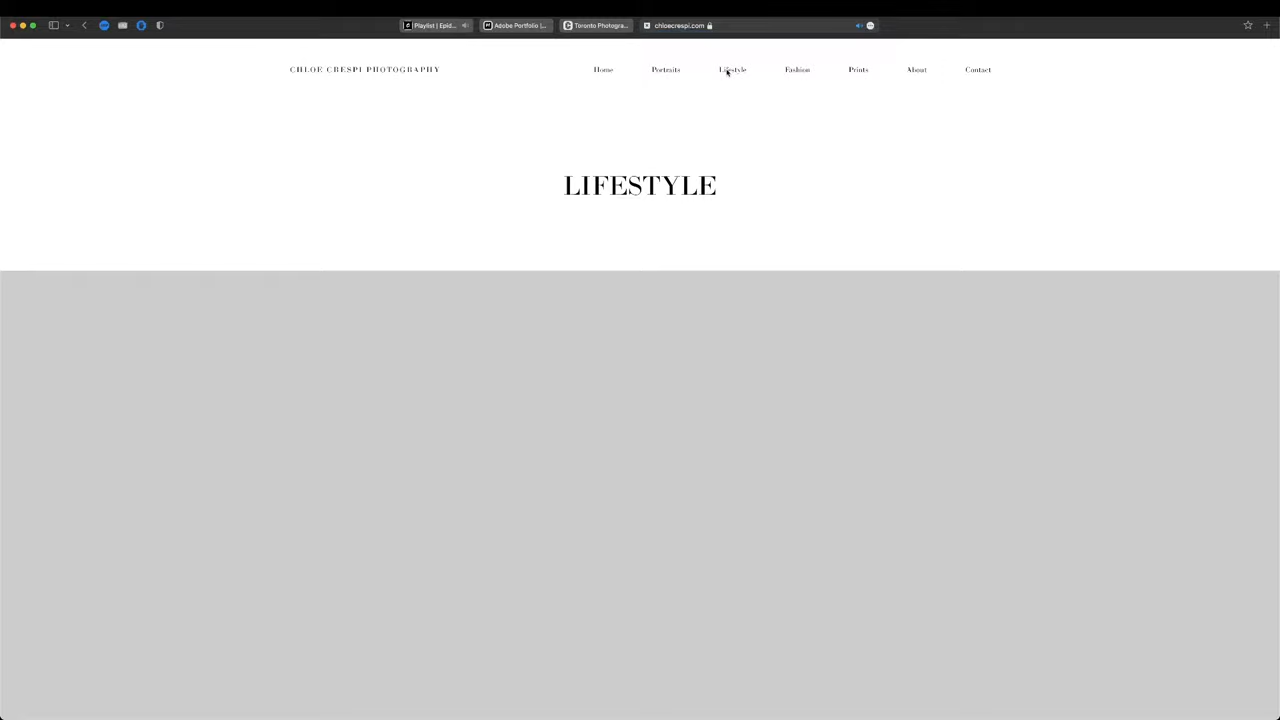 Playlist | Epid...
Adobe Portfolio |...
Toronto Photogra...
chloecrespi.com
CHLOE CRESPI PHOTOGRAPHY
Home
Portraits
Lifestyle
Fashion
Prints
About
Contact
LIFESTYLE